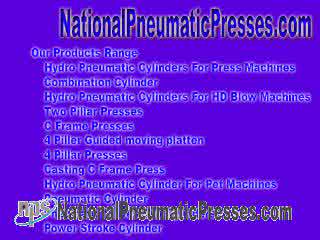 NationalPneumaticPresses.com
Our Products Range
Hydro Pneumatic Cylinders For Press Machines
Combination Cylinder
Hydro Pneumatic Cylinders For HD Blow Machines
Two Pillar Presses
C Frame Presses
4 Piller Guided moving platten
4 Pillar Presses
Casting C Frame Press
Hydro Pneumatic Cylinder For Pet Machines
Pneumatic Cylinder
NationalPneumaticPresses.com
Power Stroke Cylinder